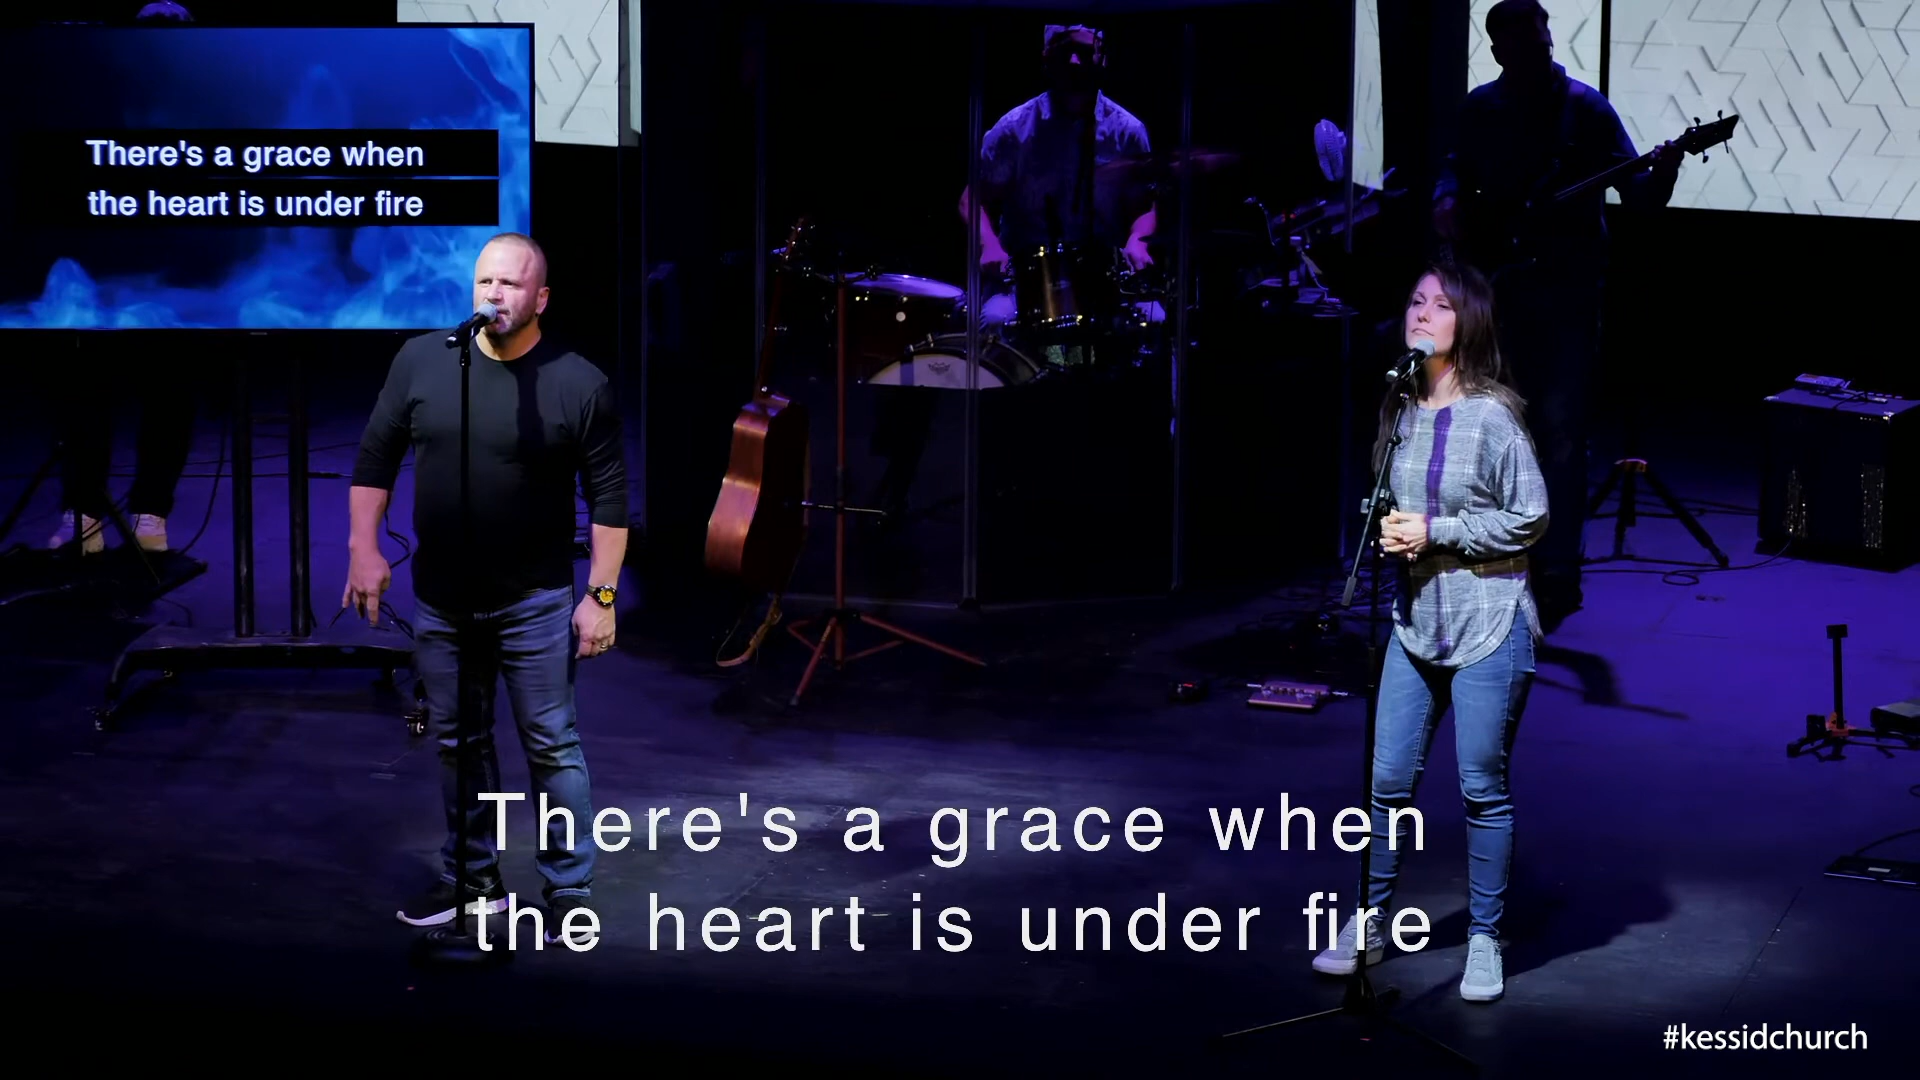 There's a grace when
the heart is under fire
There's a grace when
the heart is under fire
#kessidchurch